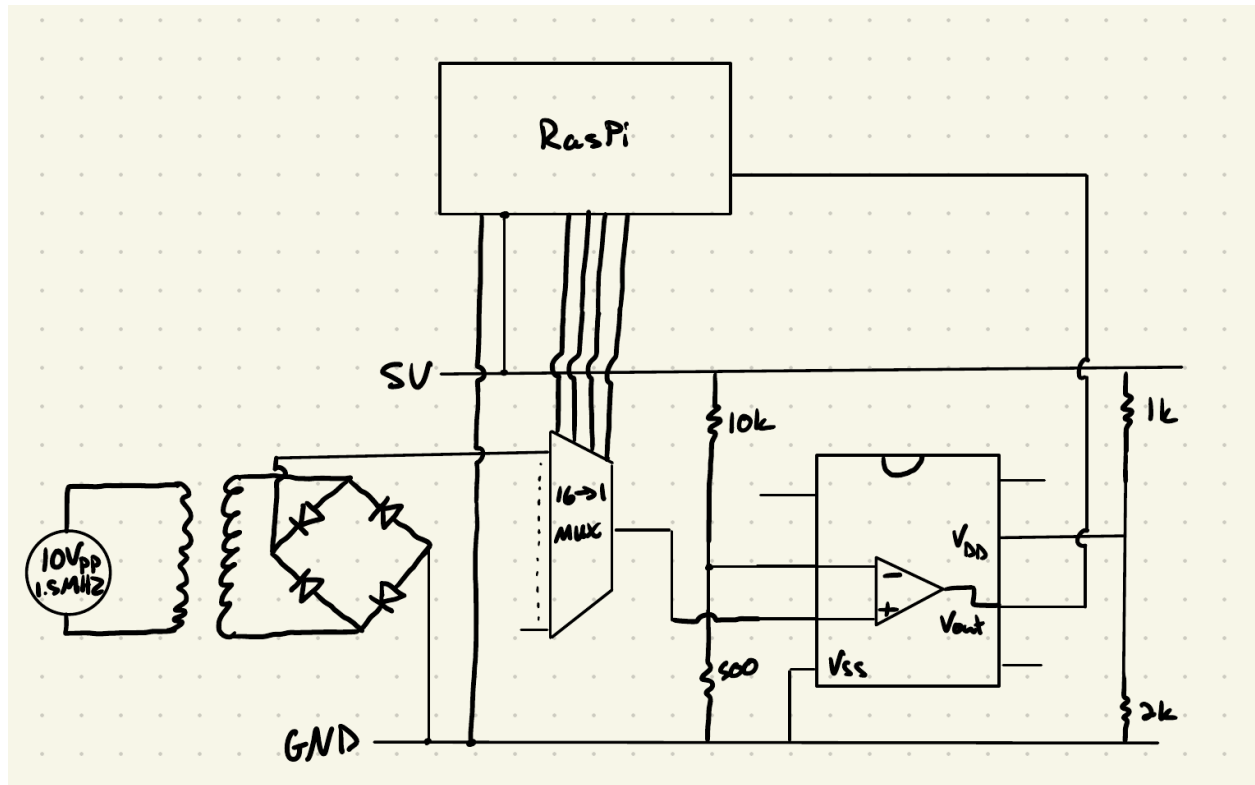 RasPi
5V
10k
1k
16→1
MUX
10Vpp
1.5MHZ
VDD
-
+
Vout
500
VSS
2k
GND